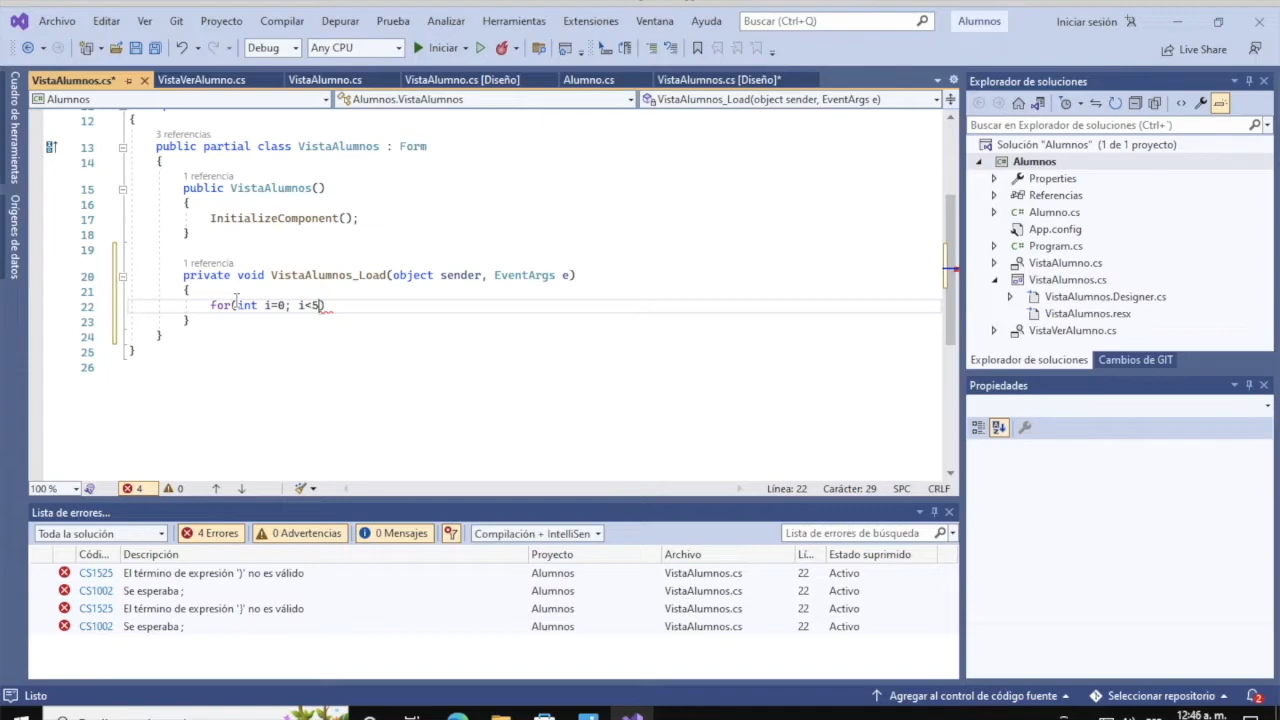 Archivo Editar Ver Git Proyecto Compilar Depurar Prueba Analizar Herramientas Extensiones Ventana Ayuda Buscar (Ctrl+Q) Alumnos Iniciar sesión
Debug Any CPU Iniciar Live Share
VistaAlumnos.cs* VistaVerAlumno.cs VistaAlumno.cs VistaAlumno.cs [Diseño] Alumno.cs VistaAlumnos.cs [Diseño]*
Alumnos Alumnos.VistaAlumnos VistaAlumnos_Load(object sender, EventArgs e)
Cuadro de herramientas
Orígenes de datos
12 {
3 referencias
13 public partial class VistaAlumnos : Form
14 {
1 referencia
15 public VistaAlumnos()
16 {
17 InitializeComponent();
18 }
19
1 referencia
20 private void VistaAlumnos_Load(object sender, EventArgs e)
21 {
22 for(int i=0; i<5)
23 }
24 }
25 }
26
100 % 4 0 Línea: 22 Carácter: 29 SPC CRLF
Lista de errores...
Toda la solución 4 Errores 0 Advertencias 0 Mensajes Compilación + IntelliSen Lista de errores de búsqueda
Códi... Descripción Proyecto Archivo Lí... Estado suprimido
CS1525 El término de expresión ')' no es válido Alumnos VistaAlumnos.cs 22 Activo
CS1002 Se esperaba ; Alumnos VistaAlumnos.cs 22 Activo
CS1525 El término de expresión '}' no es válido Alumnos VistaAlumnos.cs 22 Activo
CS1002 Se esperaba ; Alumnos VistaAlumnos.cs 22 Activo
Explorador de soluciones
Buscar en Explorador de soluciones (Ctrl+`)
Solución "Alumnos" (1 de 1 proyecto)
Alumnos
Properties
Referencias
C# Alumno.cs
App.config
C# Program.cs
VistaAlumno.cs
VistaAlumnos.cs
VistaAlumnos.Designer.cs
VistaAlumnos.resx
VistaVerAlumno.cs
Explorador de soluciones Cambios de GIT
Propiedades
Listo Agregar al control de código fuente Seleccionar repositorio 2
12:46 a. m.